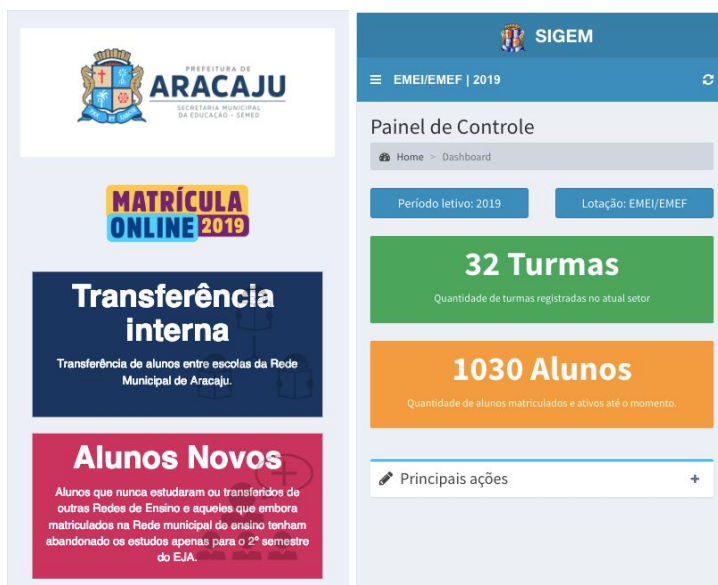 PREFEITURA DE
ARACAJU
SECRETARIA MUNICIPAL
DA EDUCAÇÃO - SEMED
MATRÍCULA
ONLINE 2019
Transferência
interna
Transferência de alunos entre escolas da Rede
Municipal de Aracaju.
Alunos Novos
Alunos que nunca estudaram ou transferidos de
outras Redes de Ensino e aqueles que embora
matriculados na Rede municipal de ensino tenham
abandonado os estudos apenas para o 2º semestre
do EJA.
SIGEM
EMEI/EMEF | 2019
Painel de Controle
Home > Dashboard
Período letivo: 2019
Lotação: EMEI/EMEF
32 Turmas
Quantidade de turmas registradas no atual setor
1030 Alunos
Quantidade de alunos matriculados e ativos até o momento.
Principais ações +